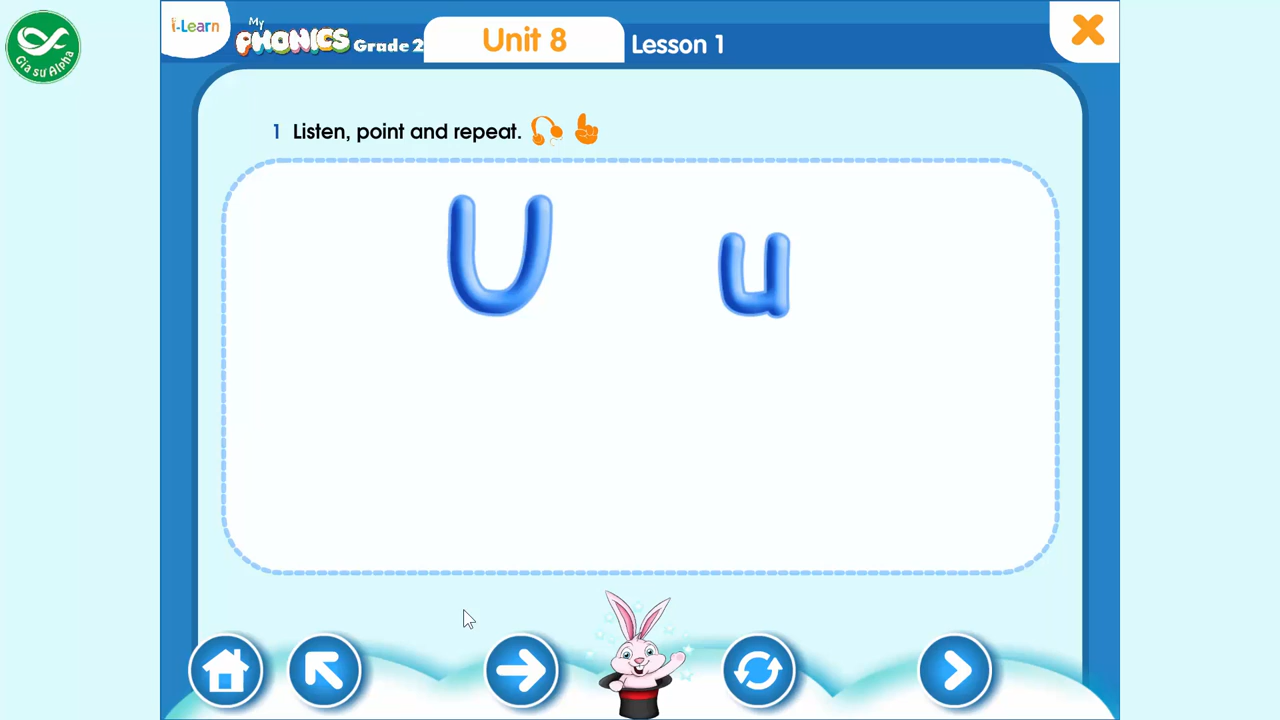 Gia sư Alpha
i-Learn
My PHONICS Grade 2
Unit 8
Lesson 1
1 Listen, point and repeat.
U u